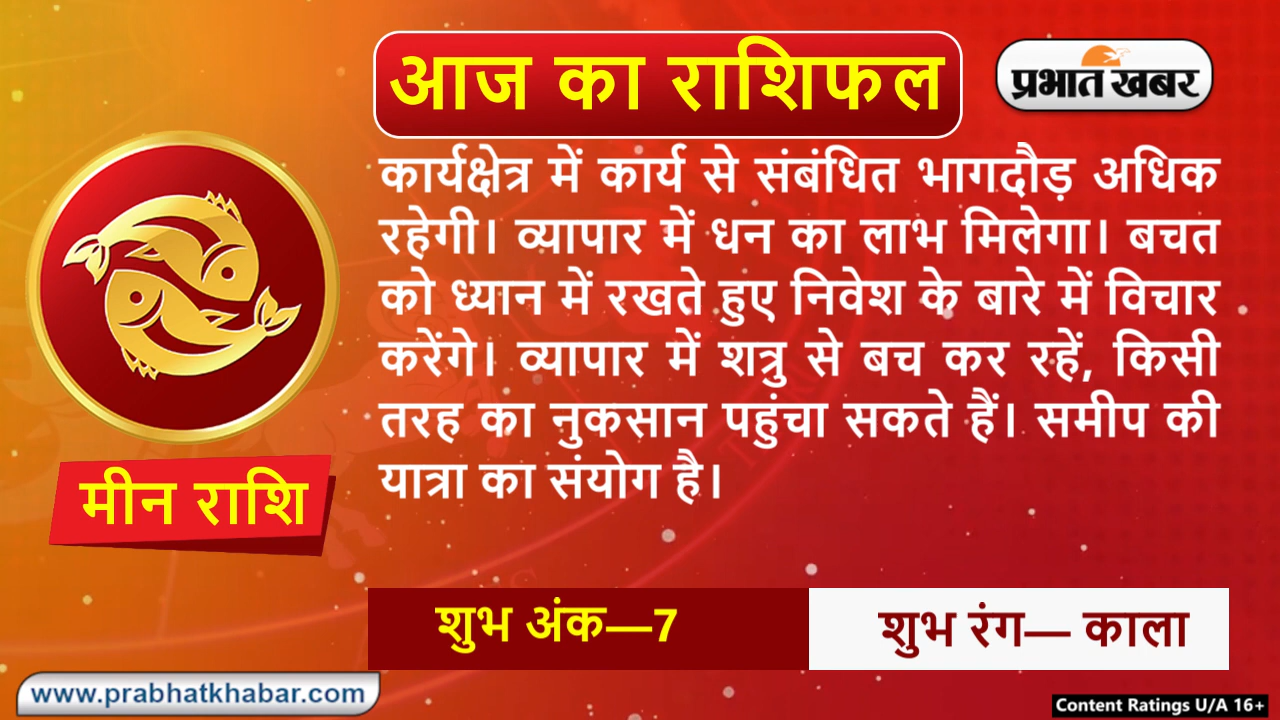 आज का राशिफल
प्रभात खबर
कार्यक्षेत्र में कार्य से संबंधित भागदौड़ अधिक
रहेगी। व्यापार में धन का लाभ मिलेगा। बचत
को ध्यान में रखते हुए निवेश के बारे में विचार
करेंगे। व्यापार में शत्रु से बच कर रहें, किसी
तरह का नुकसान पहुंचा सकते हैं। समीप की
यात्रा का संयोग है।
मीन राशि
शुभ अंक—7
शुभ रंग— काला
www.prabhatkhabar.com
Content Ratings U/A 16+